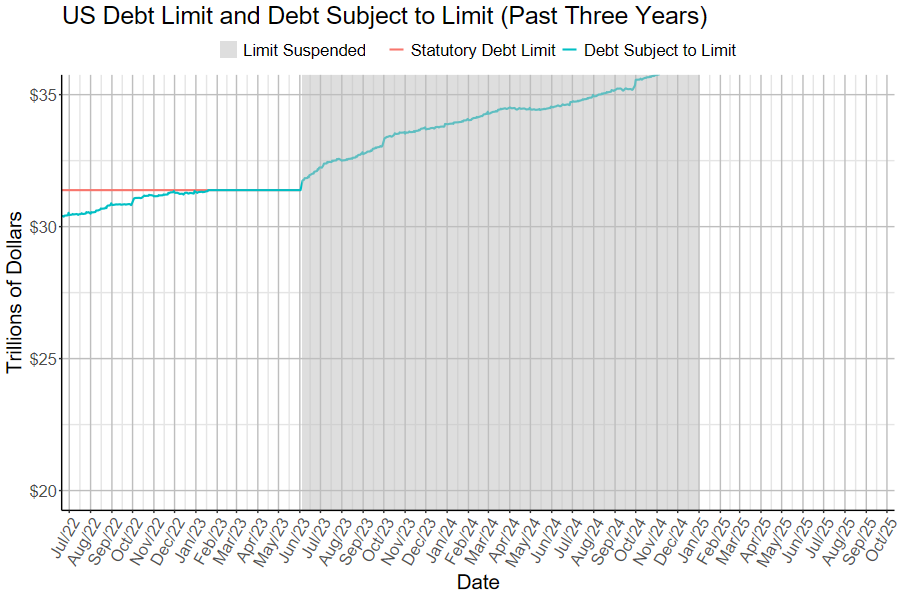 US Debt Limit and Debt Subject to Limit (Past Three Years)
Limit Suspended Statutory Debt Limit Debt Subject to Limit
Trillions of Dollars
$35
$30
$25
$20
Jul/22 Aug/22 Sep/22 Oct/22 Nov/22 Dec/22 Jan/23 Feb/23 Mar/23 Apr/23 May/23 Jun/23 Jul/23 Aug/23 Sep/23 Oct/23 Nov/23 Dec/23 Jan/24 Feb/24 Mar/24 Apr/24 May/24 Jun/24 Jul/24 Aug/24 Sep/24 Oct/24 Nov/24 Dec/24 Jan/25 Feb/25 Mar/25 Apr/25 May/25 Jun/25 Jul/25 Aug/25 Sep/25 Oct/25
Date